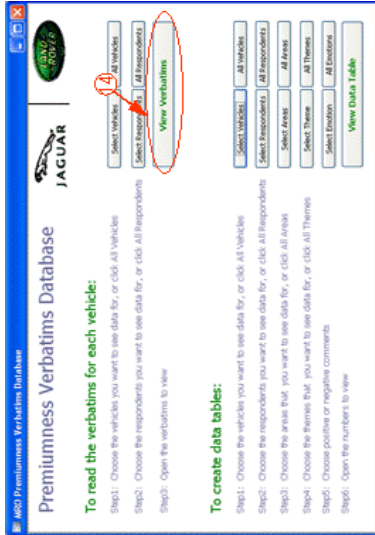 MRO Premiumness Verbatims Database
Premiumness Verbatims Database
JAGUAR
LAND ROVER
To read the verbatims for each vehicle:
Step1: Choose the vehicles you want to see data for, or click All Vehicles
Select Vehicles All Vehicles
14
Step2: Choose the respondents you want to see data for, or click All Respondents
Select Respondents All Respondents
Step3: Open the verbatims to view
View Verbatims
To create data tables:
Step1: Choose the vehicles you want to see data for, or click All Vehicles
Select Vehicles All Vehicles
Step2: Choose the respondents you want to see data for, or click All Respondents
Select Respondents All Respondents
Step3: Choose the areas that you want to see data for, or click All Areas
Select Areas All Areas
Step4: Choose the themes that you want to see data for, or click All Themes
Select Theme All Themes
Step5: Choose positive or negative comments
Select Emotion All Emotions
Step6: Open the numbers to view
View Data Table